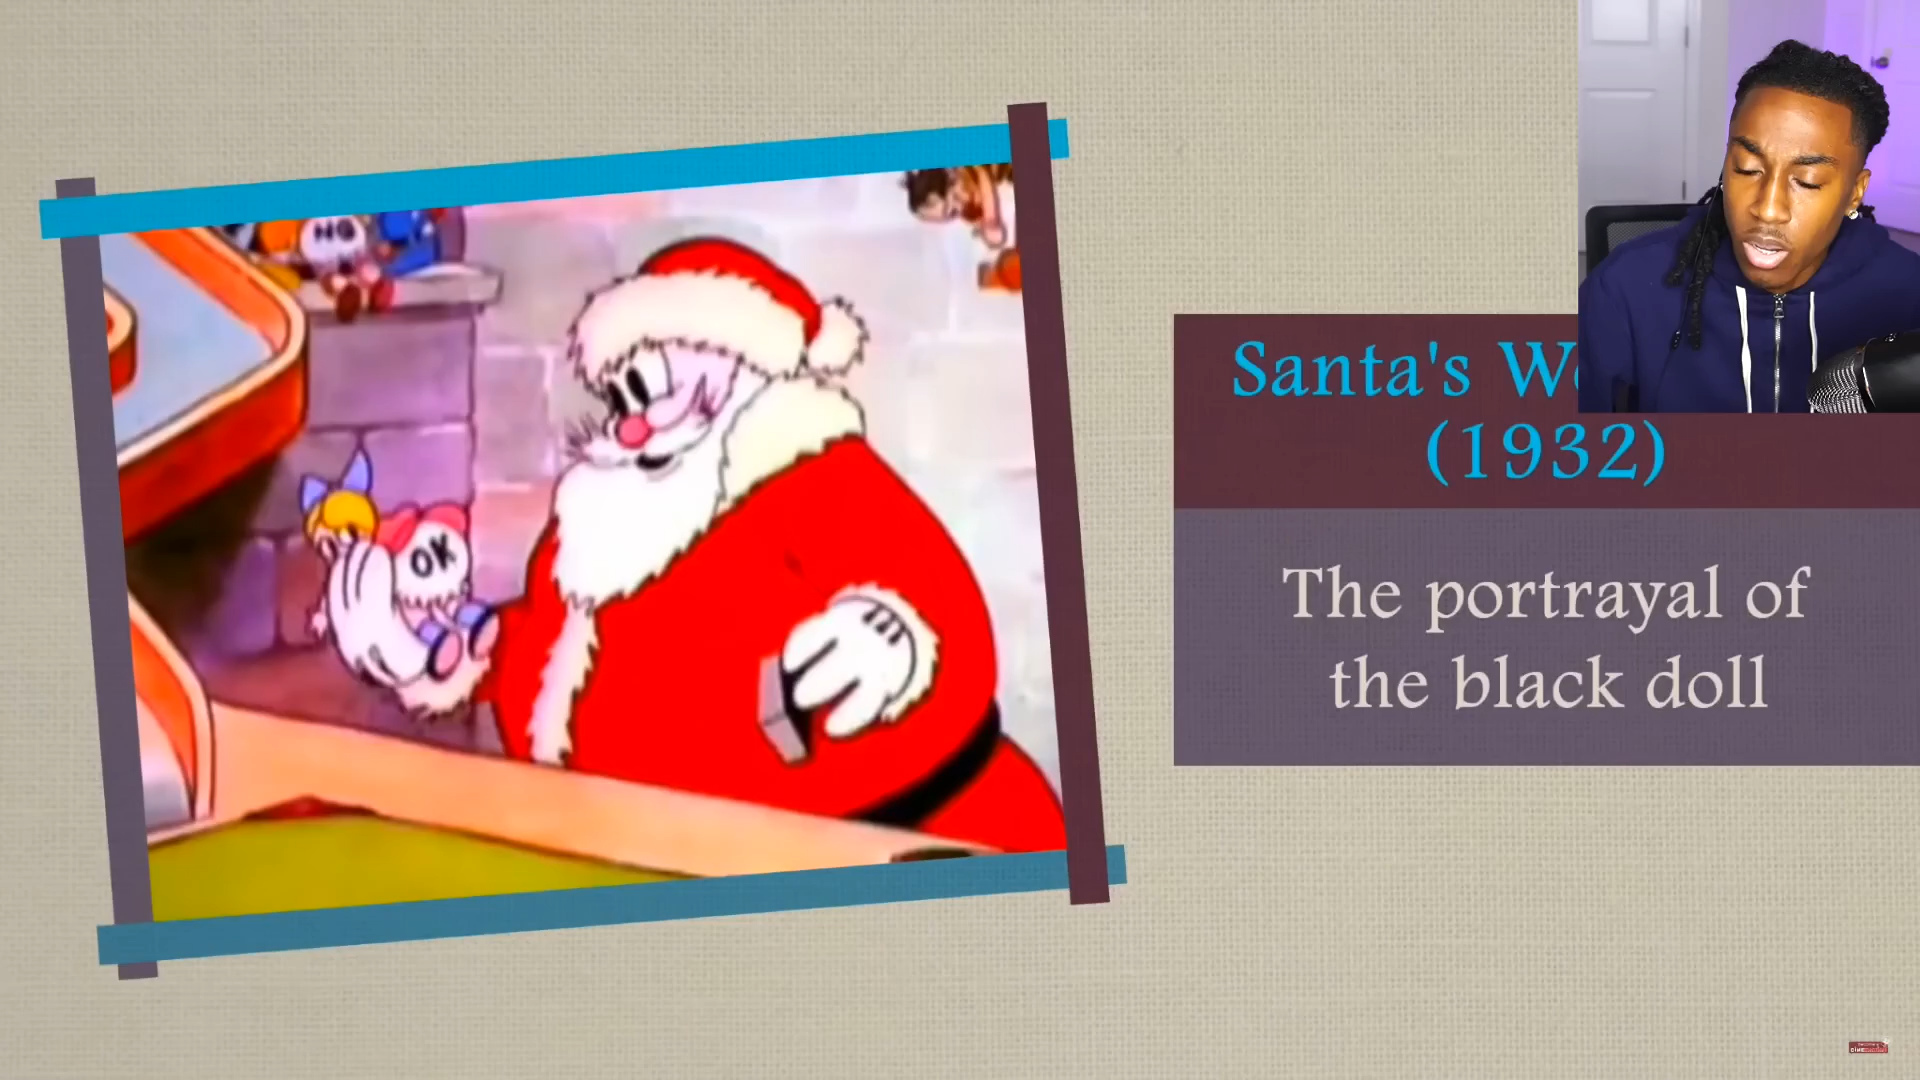 NG
OK
Santa's W
(1932)
The portrayal of
the black doll